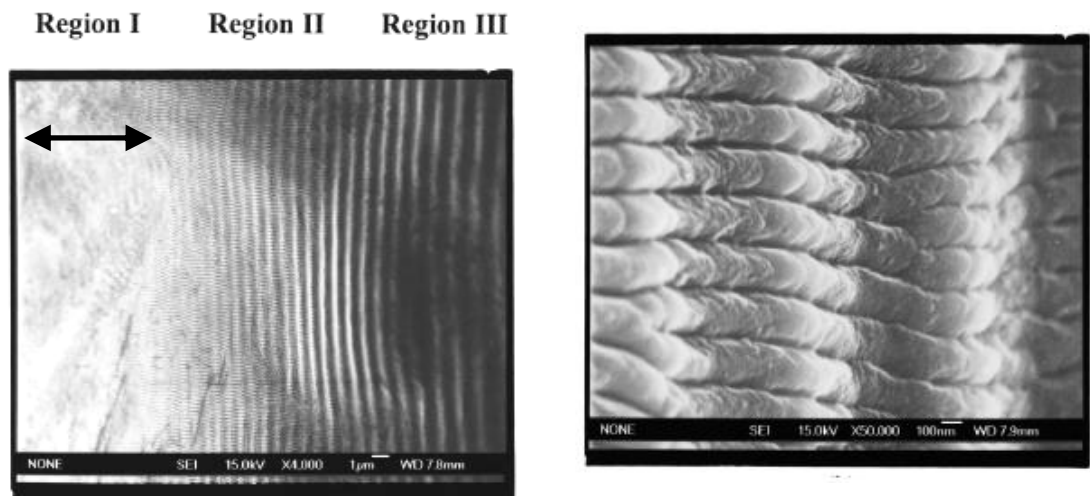 Region I Region II Region III
NONE SEI 15.0kV X4,000 1μm WD 7.8mm
NONE SEI 15.0kV X50,000 100nm WD 7.9mm